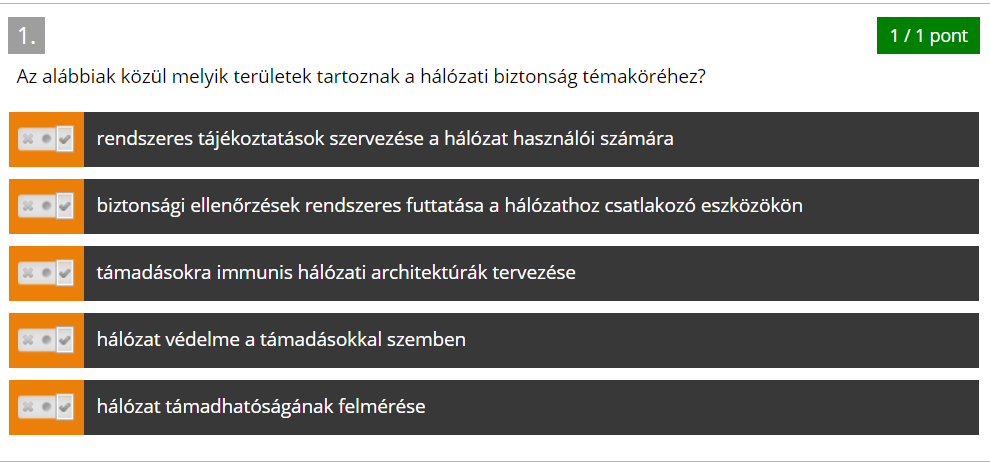 1.
1 / 1 pont
Az alábbiak közül melyik területek tartoznak a hálózati biztonság témaköréhez?
rendszeres tájékoztatások szervezése a hálózat használói számára
biztonsági ellenőrzések rendszeres futtatása a hálózathoz csatlakozó eszközökön
támadásokra immunis hálózati architektúrák tervezése
hálózat védelme a támadásokkal szemben
hálózat támadhatóságának felmérése